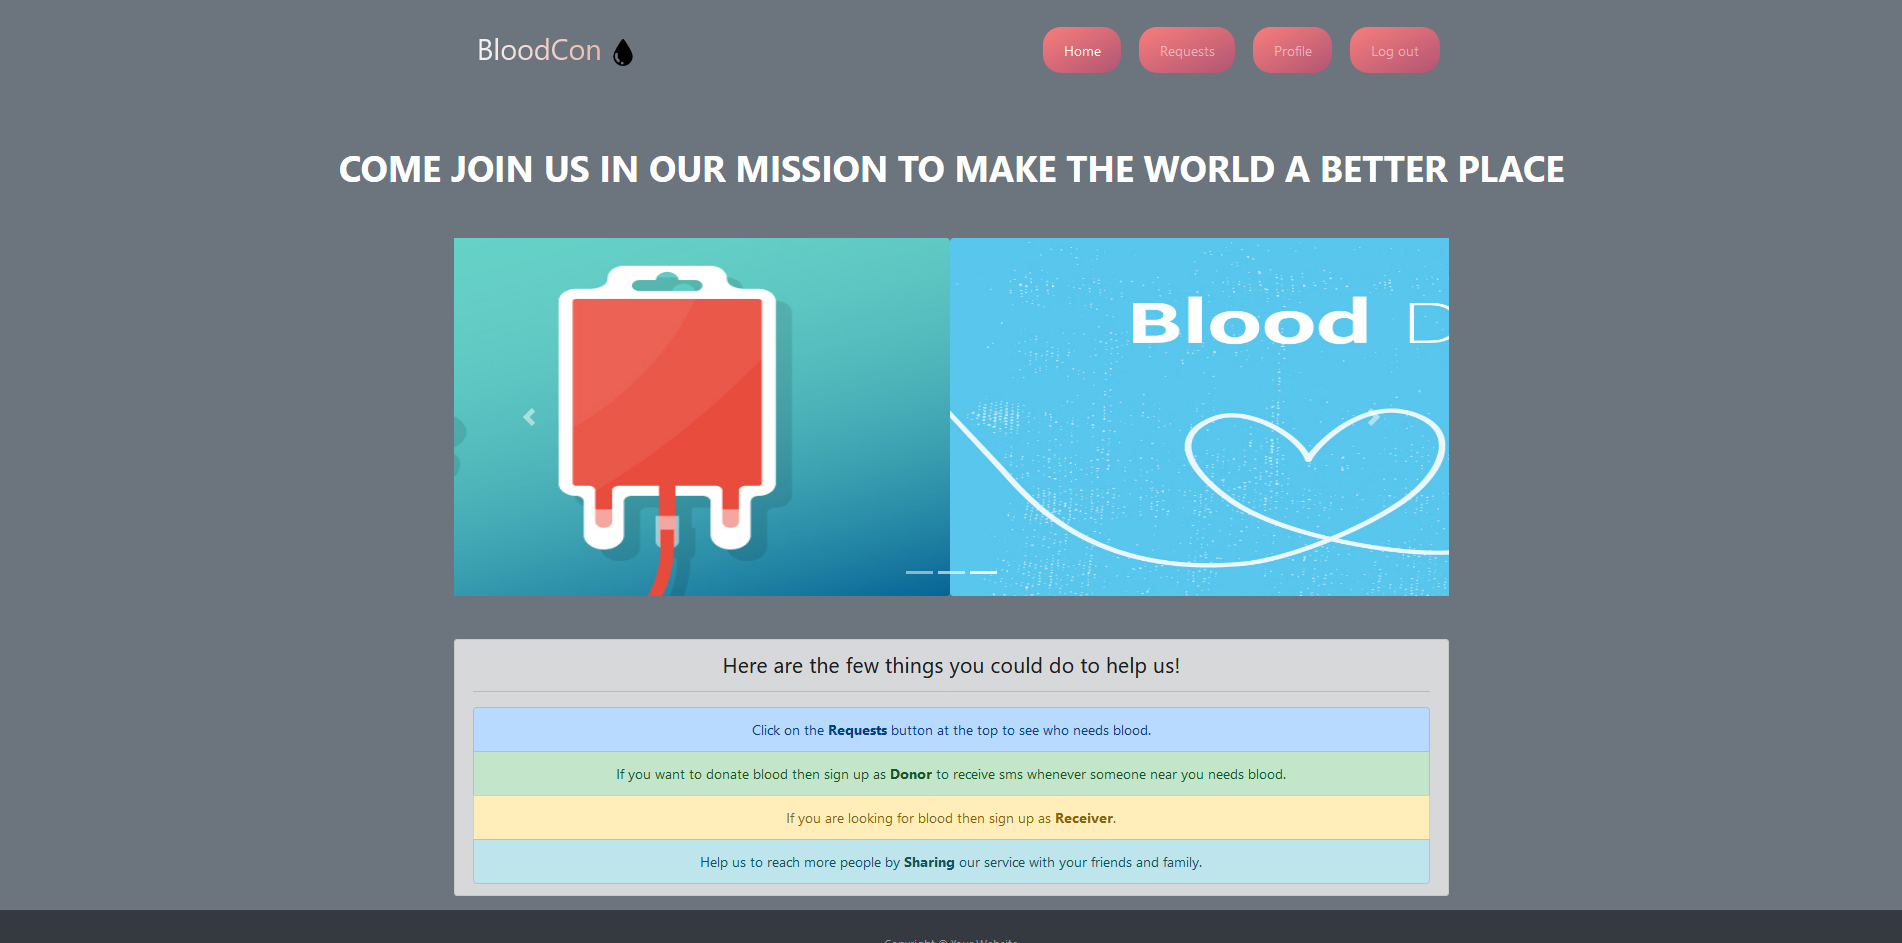 BloodCon
Home
Requests
Profile
Log out
COME JOIN US IN OUR MISSION TO MAKE THE WORLD A BETTER PLACE
Blood D
Here are the few things you could do to help us!
Click on the Requests button at the top to see who needs blood.
If you want to donate blood then sign up as Donor to receive sms whenever someone near you needs blood.
If you are looking for blood then sign up as Receiver.
Help us to reach more people by Sharing our service with your friends and family.
Copyright © Your Website